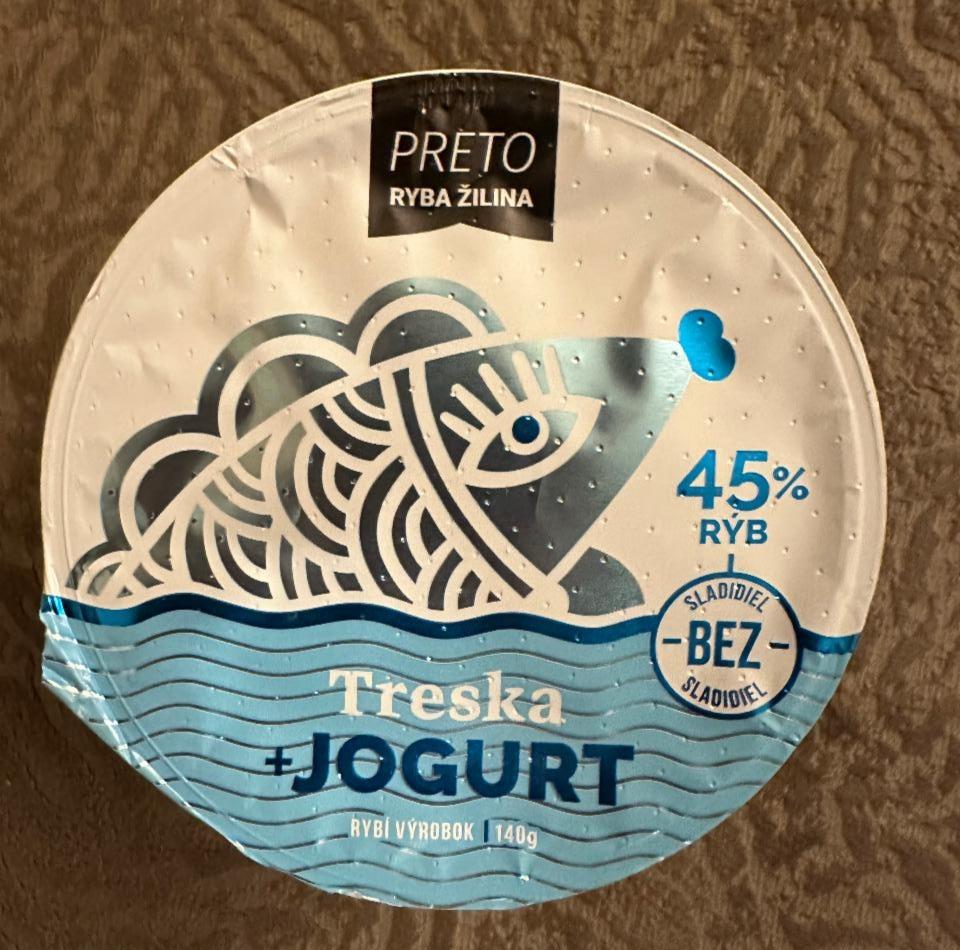 PRETO
RYBA ŽILINA
45%
RÝB
SLADIDIEL
-BEZ-
SLADIDIEL
Treska
+JOGURT
RYBÍ VÝROBOK | 140g